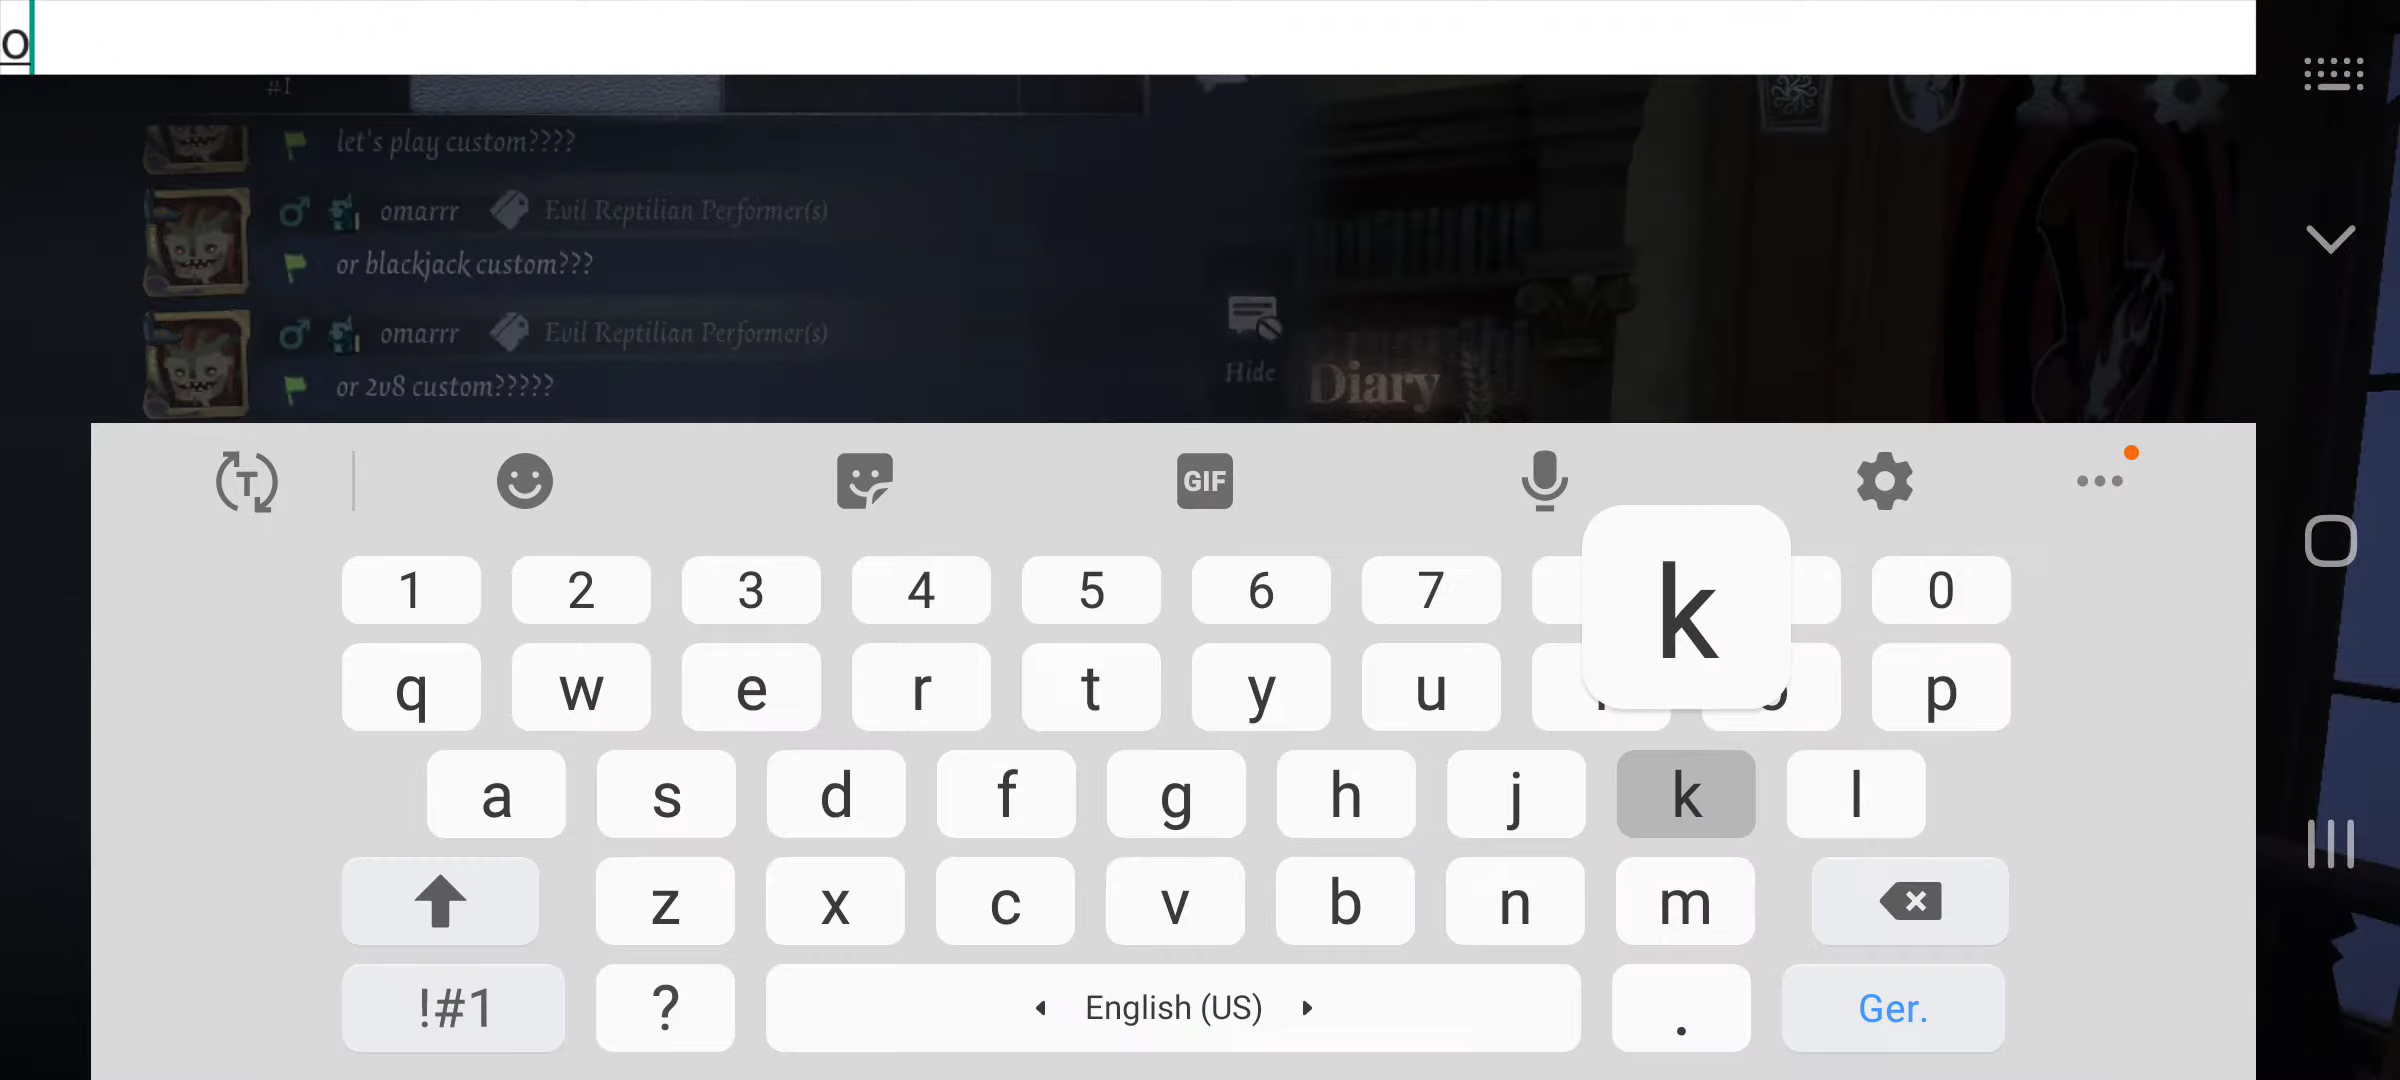 o
#1
let's play custom????
omarrr Evil Reptilian Performer(s)
or blackjack custom???
omarrr Evil Reptilian Performer(s)
or 2v8 custom?????
Hide
Diary
T
GIF
k
1 2 3 4 5 6 7 0
q w e r t y u p
a s d f g h j k l
z x c v b n m
!#1 ? English (US) . Ger.